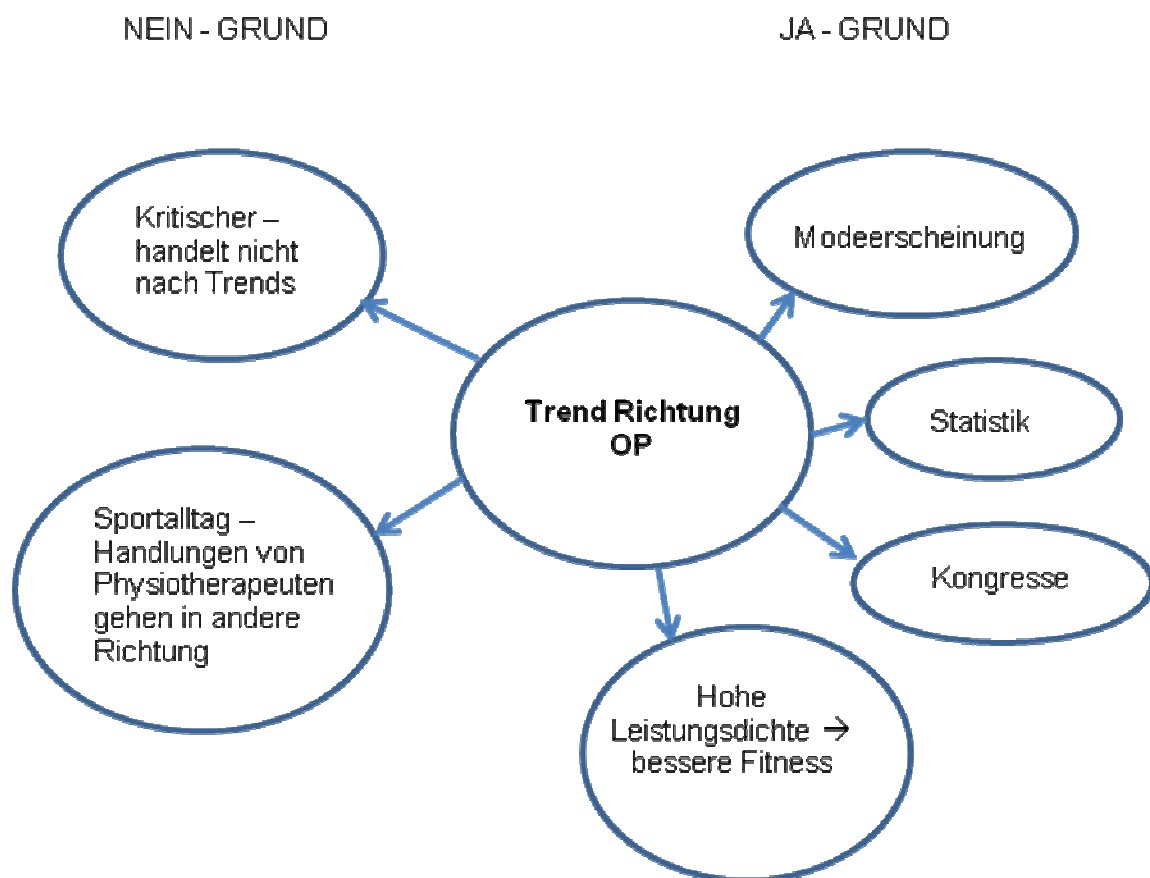 NEIN - GRUND
JA - GRUND
Kritischer –
handelt nicht
nach Trends
Modeerscheinung
Trend Richtung
OP
Statistik
Sportalltag –
Handlungen von
Physiotherapeuten
gehen in andere
Richtung
Kongresse
Hohe
Leistungsdichte →
bessere Fitness